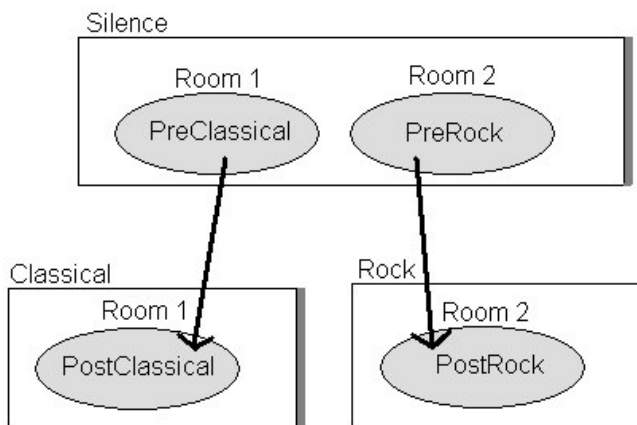 Silence
Room 1 Room 2
PreClassical PreRock
Classical Rock
Room 1 Room 2
PostClassical PostRock